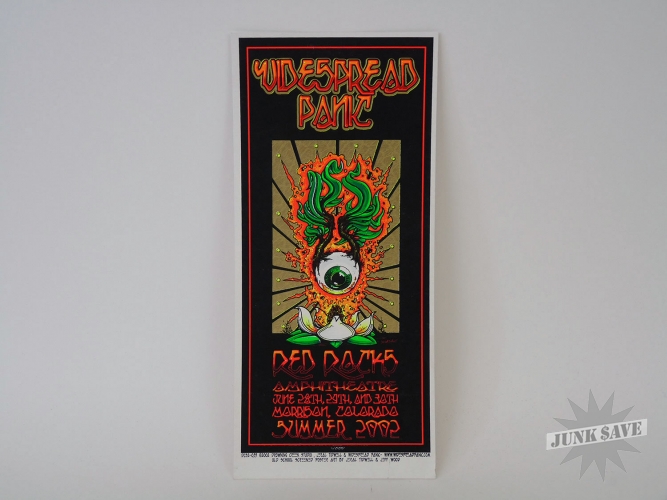 WIDESPREAD
PANIC
RED ROCKS
AMPHITHEATRE
JUNE 28TH, 29TH, AND 30TH
MORRISON, COLORADO
SUMMER 2002
JUNK SAVE